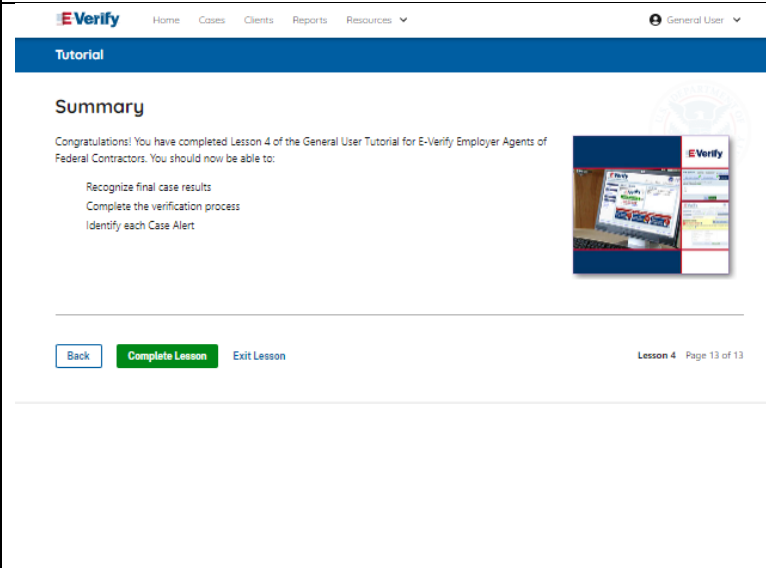 E-Verify Home Cases Clients Reports Resources General User
Tutorial
Summary
Congratulations! You have completed Lesson 4 of the General User Tutorial for E-Verify Employer Agents of
Federal Contractors. You should now be able to:
Recognize final case results
Complete the verification process
Identify each Case Alert
E-Verify
Back Complete Lesson Exit Lesson Lesson 4 Page 13 of 13